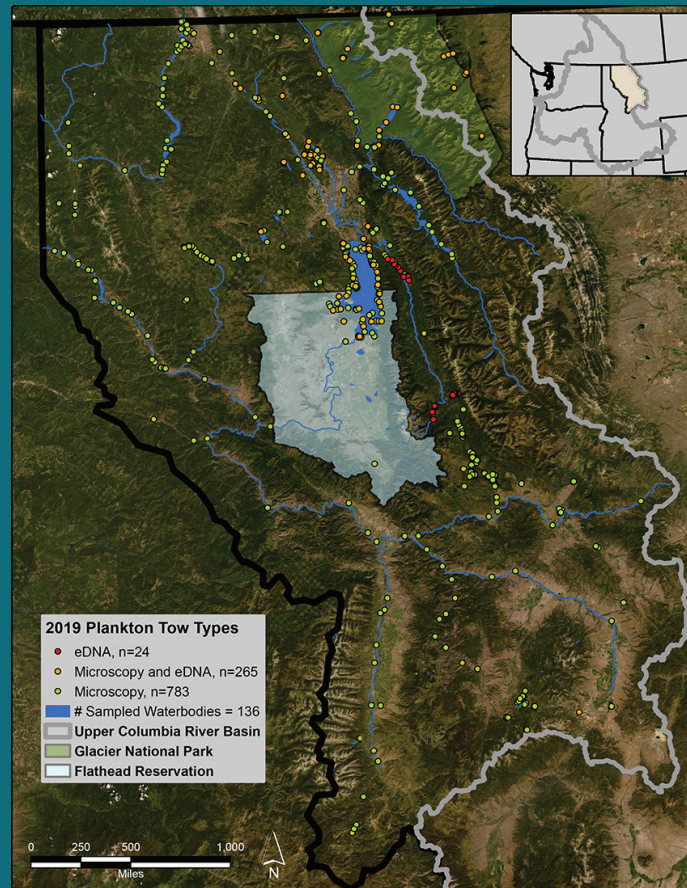 2019 Plankton Tow Types
eDNA, n=24
Microscopy and eDNA, n=265
Microscopy, n=783
# Sampled Waterbodies = 136
Upper Columbia River Basin
Glacier National Park
Flathead Reservation
0 250 500 1,000
Miles
N